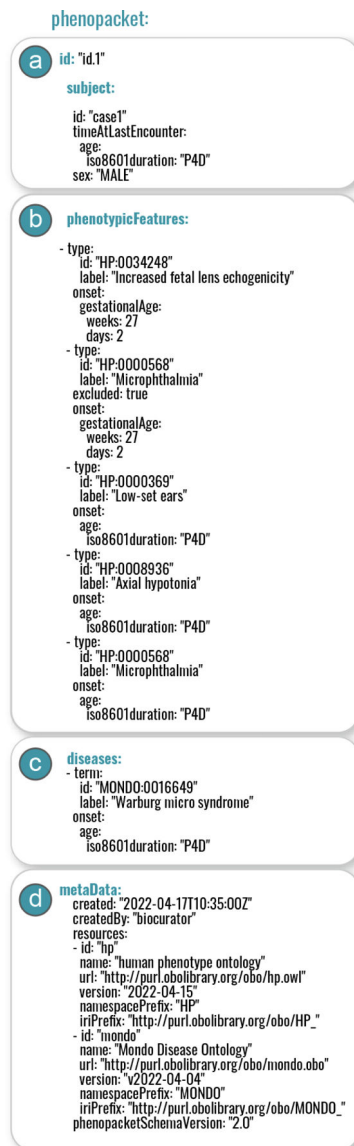 phenopacket:
a
id: "id.1"
subject:
id: "case1"
timeAtLastEncounter:
age:
iso8601duration: "P4D"
sex: "MALE"
b
phenotypicFeatures:
- type:
id: "HP:0034248"
label: "Increased fetal lens echogenicity"
onset:
gestationalAge:
weeks: 27
days: 2
- type:
id: "HP:0000568"
label: "Microphthalmia"
excluded: true
onset:
gestationalAge:
weeks: 27
days: 2
- type:
id: "HP:0000369"
label: "Low-set ears"
onset:
age:
iso8601duration: "P4D"
- type:
id: "HP:0008936"
label: "Axial hypotonia"
onset:
age:
iso8601duration: "P4D"
- type:
id: "HP:0000568"
label: "Microphthalmia"
onset:
age:
iso8601duration: "P4D"
c
diseases:
- term:
id: "MONDO:0016649"
label: "Warburg micro syndrome"
onset:
age:
iso8601duration: "P4D"
d
metaData:
created: "2022-04-17T10:35:00Z"
createdBy: "biocurator"
resources:
- id: "hp"
name: "human phenotype ontology"
url: "http://purl.obolibrary.org/obo/hp.owl"
version: "2022-04-15"
namespacePrefix: "HP"
iriPrefix: "http://purl.obolibrary.org/obo/HP_"
- id: "mondo"
name: "Mondo Disease Ontology"
url: "http://purl.obolibrary.org/obo/mondo.obo"
version: "v2022-04-04"
namespacePrefix: "MONDO"
iriPrefix: "http://purl.obolibrary.org/obo/MONDO_"
phenopacketSchemaVersion: "2.0"